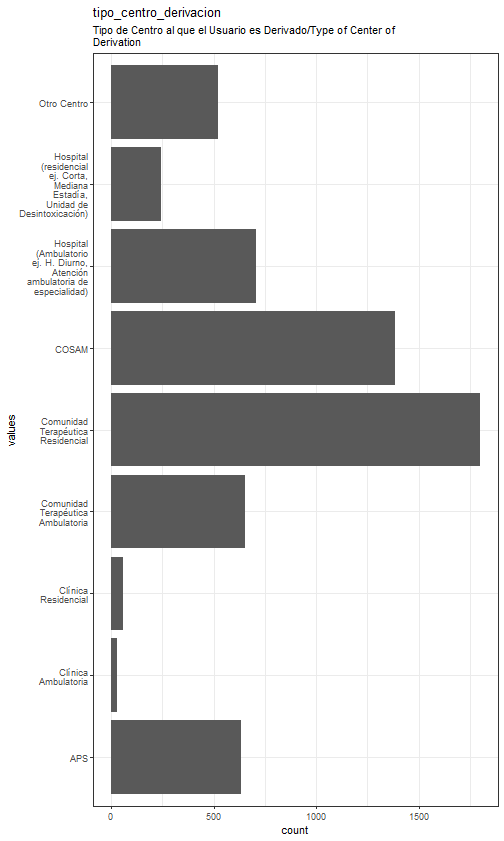 tipo_centro_derivacion
Tipo de Centro al que el Usuario es Derivado/Type of Center of
Derivation
values
Otro Centro
Hospital
(residencial
ej. Corta,
Mediana
Estadía,
Unidad de
Desintoxicación)
Hospital
(Ambulatorio
ej. H. Diurno,
Atención
ambulatoria de
especialidad)
COSAM
Comunidad
Terapéutica
Residencial
Comunidad
Terapéutica
Ambulatoria
Clínica
Residencial
Clínica
Ambulatoria
APS
0
500
1000
1500
count